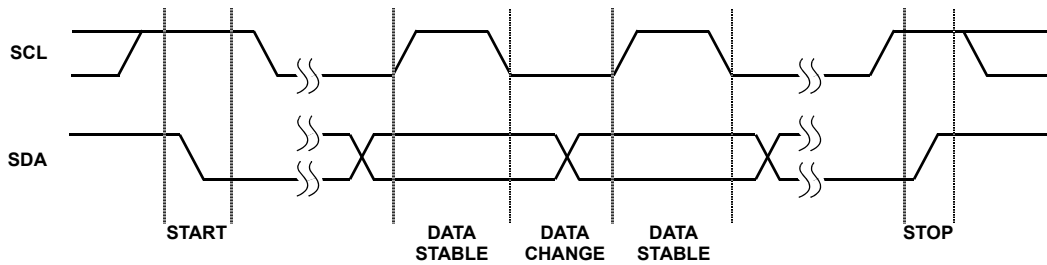 SCL
SDA
START
DATA
STABLE
DATA
CHANGE
DATA
STABLE
STOP